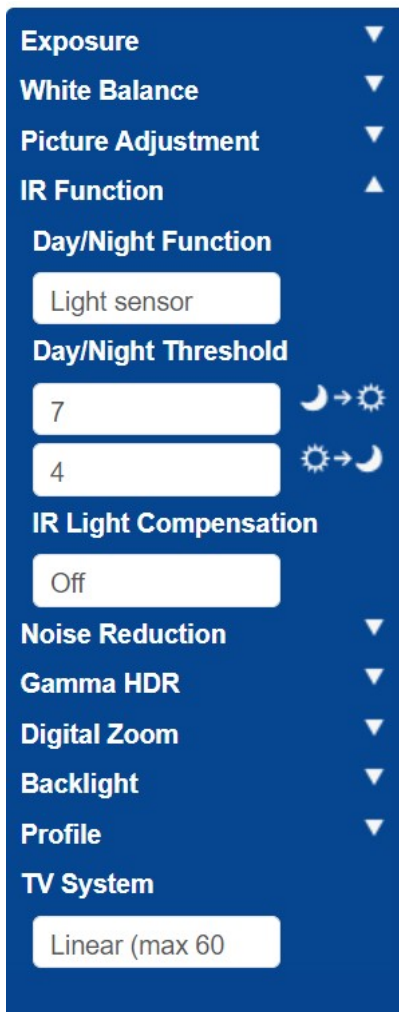 Exposure
White Balance
Picture Adjustment
IR Function
Day/Night Function
Light sensor
Day/Night Threshold
7
4
IR Light Compensation
Off
Noise Reduction
Gamma HDR
Digital Zoom
Backlight
Profile
TV System
Linear (max 60